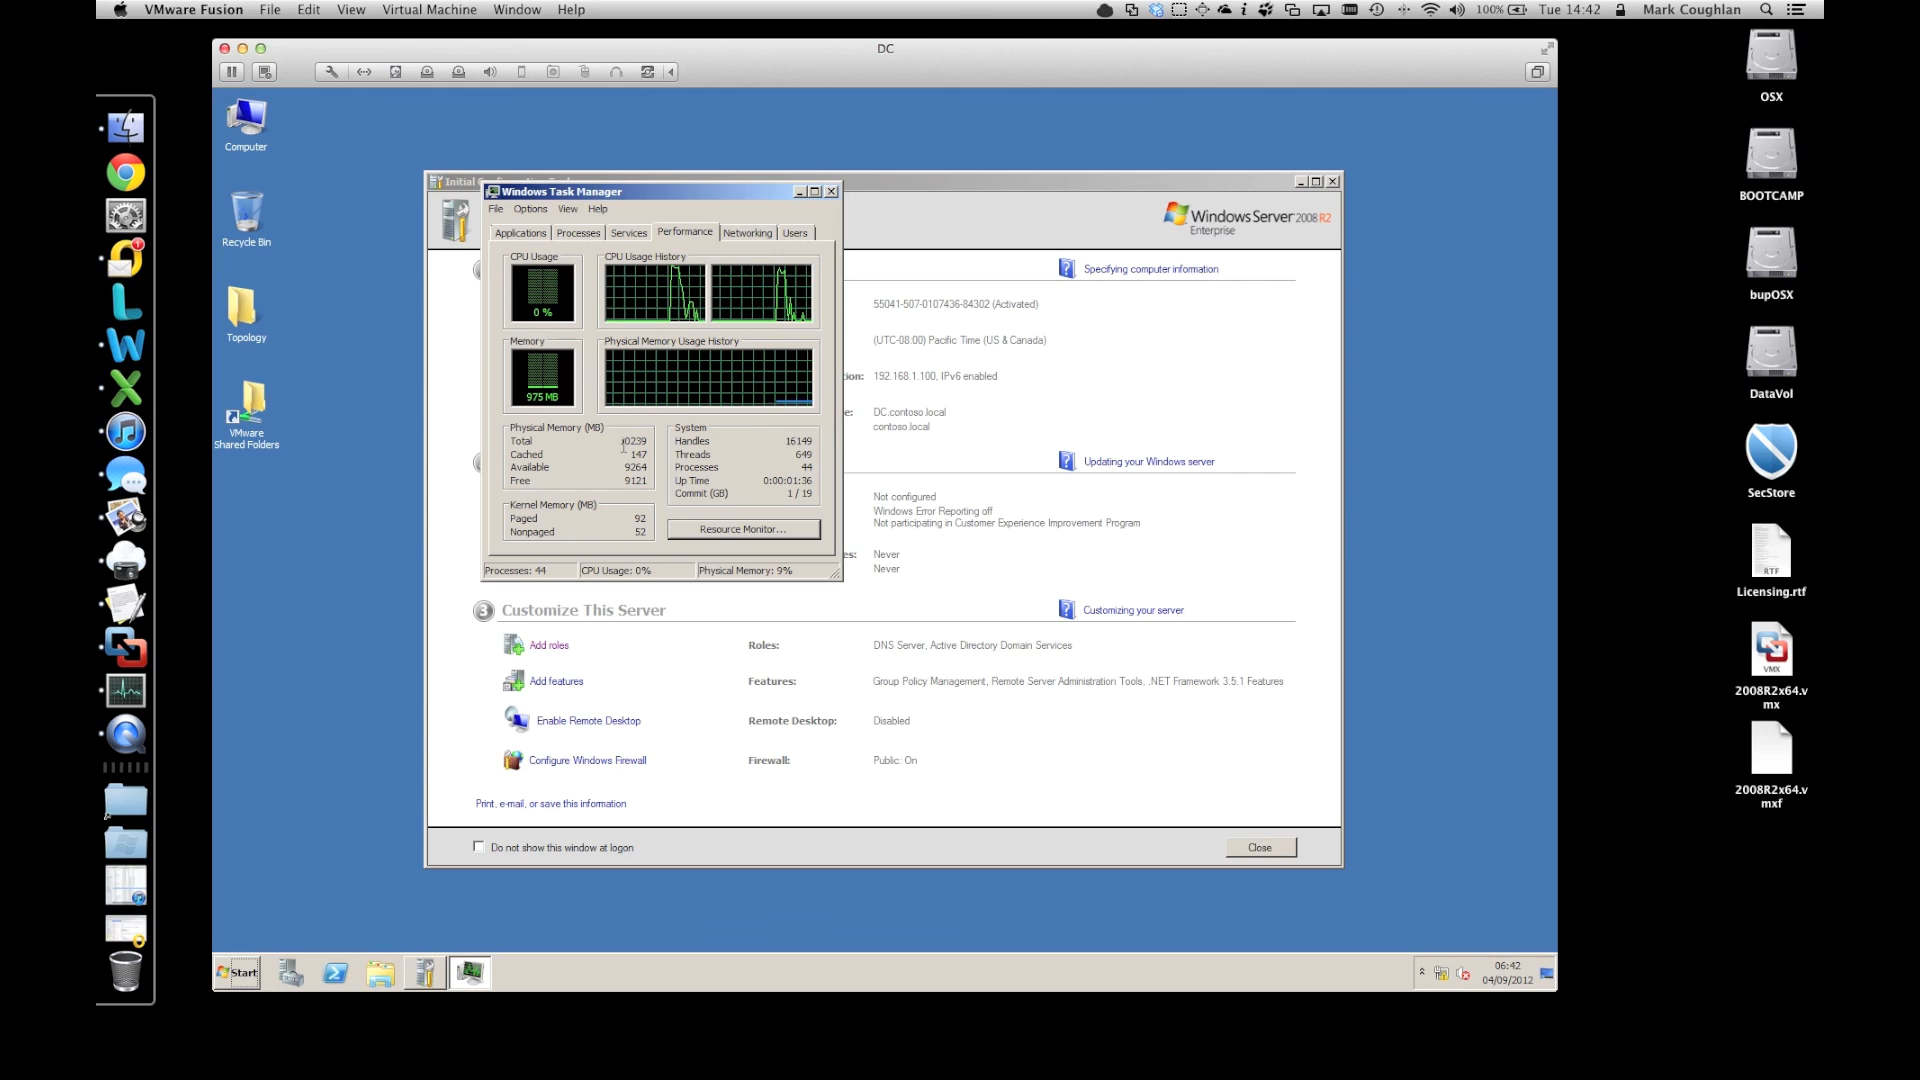 VMware Fusion File Edit View Virtual Machine Window Help
100% Tue 14:42 Mark Coughlan
DC
OSX
BOOTCAMP
bupOSX
DataVol
SecStore
RTF
Licensing.rtf
VMX
2008R2x64.v
mx
2008R2x64.v
mxf
1
Computer
Recycle Bin
Topology
VMware
Shared Folders
Initial
Windows Task Manager
File Options View Help
Applications Processes Services Performance Networking Users
CPU Usage
0 %
CPU Usage History
Memory
975 MB
Physical Memory Usage History
Physical Memory (MB)
Total 10239
Cached 147
Available 9264
Free 9121
System
Handles 16149
Threads 649
Processes 44
Up Time 0:00:01:36
Commit (GB) 1 / 19
Kernel Memory (MB)
Paged 92
Nonpaged 52
Resource Monitor...
Processes: 44 CPU Usage: 0% Physical Memory: 9%
Windows Server 2008 R2
Enterprise
Specifying computer information
55041-507-0107436-84302 (Activated)
(UTC-08:00) Pacific Time (US & Canada)
ion: 192.168.1.100, IPv6 enabled
e: DC.contoso.local
contoso.local
Updating your Windows server
Not configured
Windows Error Reporting off
Not participating in Customer Experience Improvement Program
es: Never
Never
3 Customize This Server
Customizing your server
Add roles Roles: DNS Server, Active Directory Domain Services
Add features Features: Group Policy Management, Remote Server Administration Tools, .NET Framework 3.5.1 Features
Enable Remote Desktop Remote Desktop: Disabled
Configure Windows Firewall Firewall: Public: On
Print, e-mail, or save this information
Do not show this window at logon
Close
Start
06:42
04/09/2012